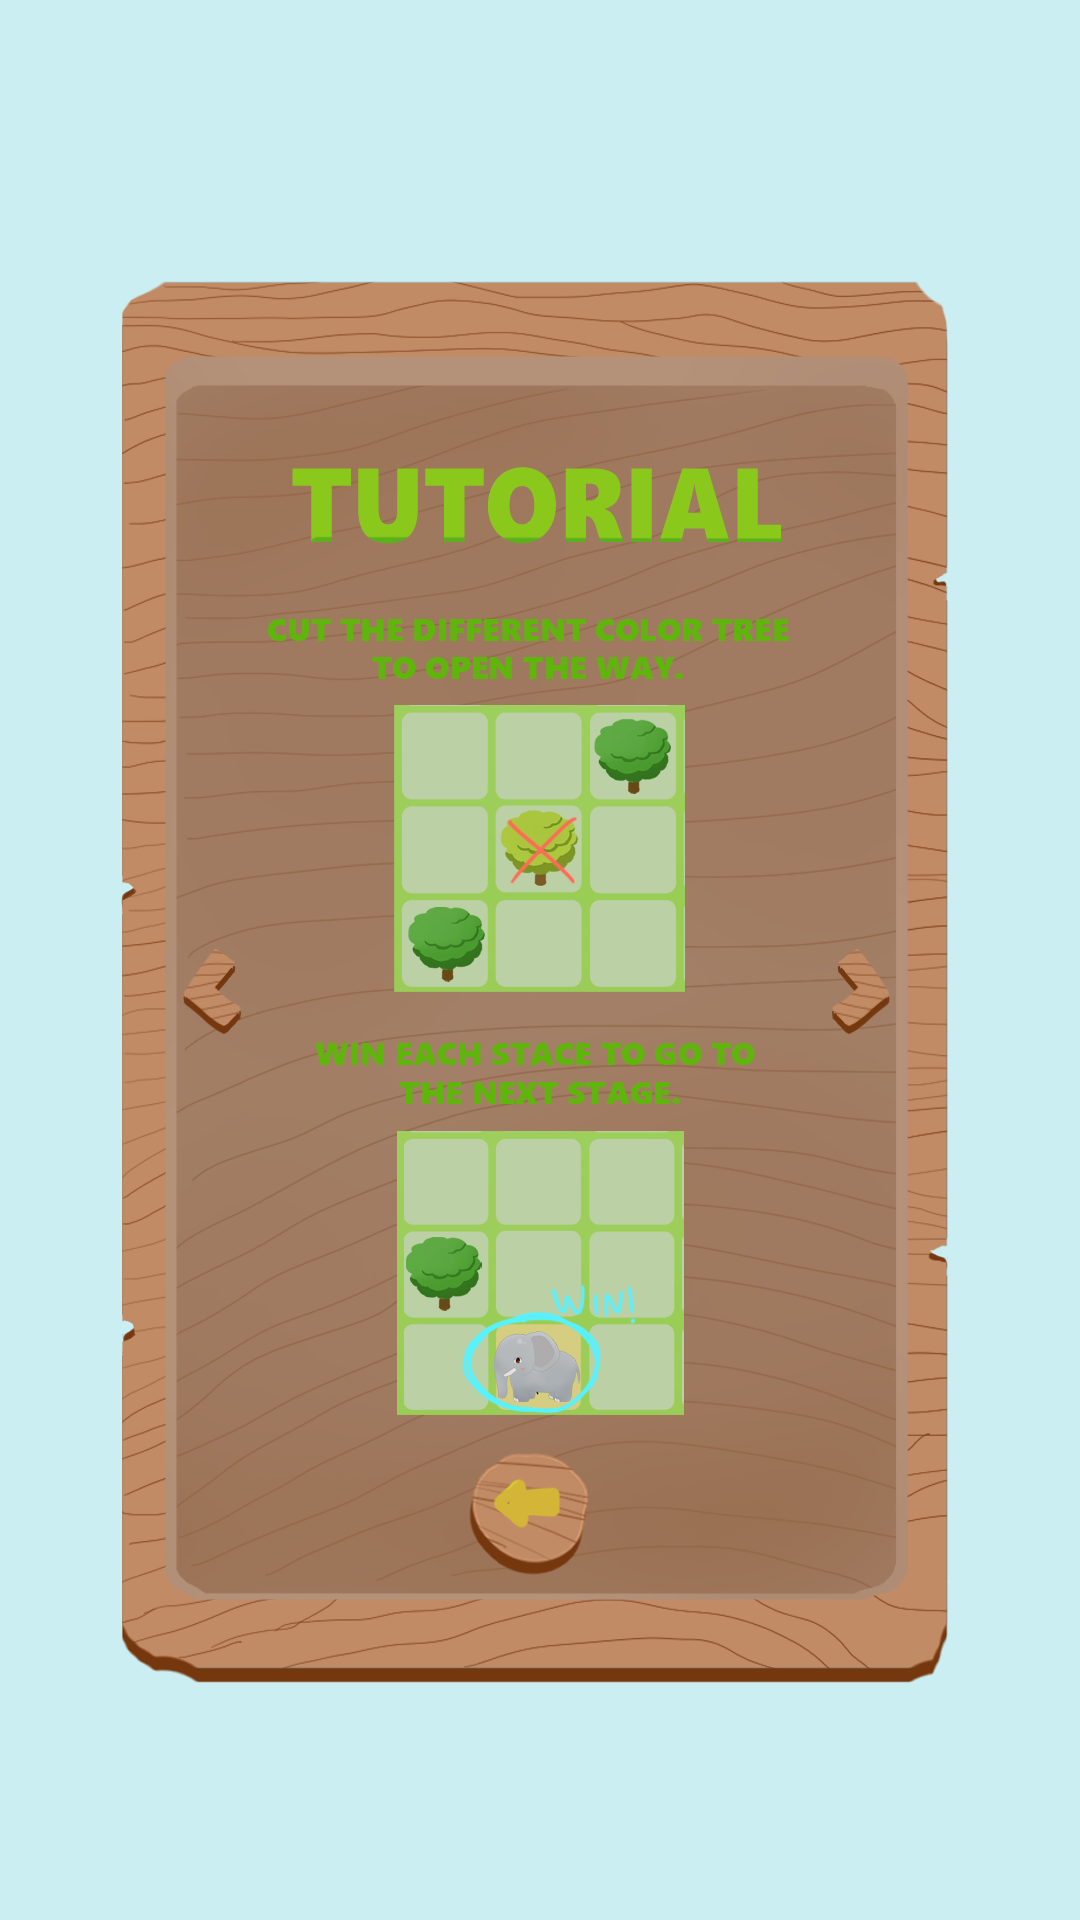 TUTORIAL
CUT THE DIFFERENT COLOR TREE
TO OPEN THE WAY.
WIN EACH STACE TO GO TO
THE NEXT STAGE.
WIN!